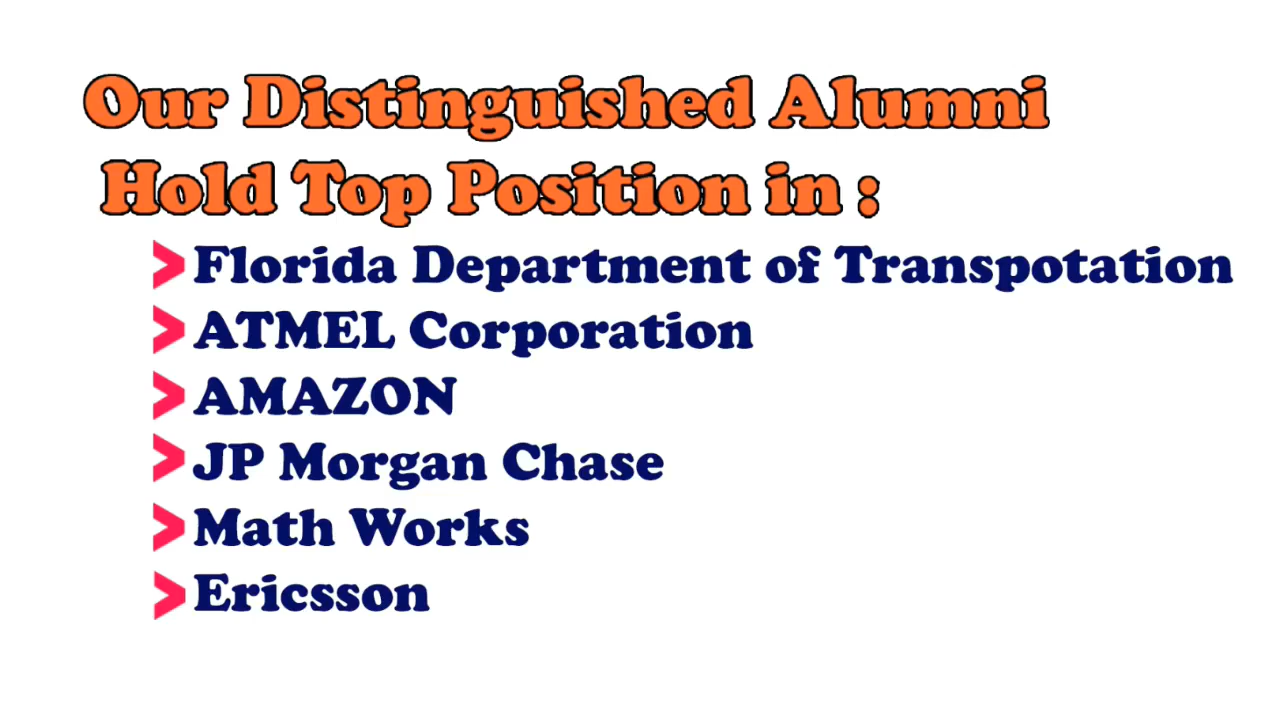 Our Distinguished Alumni
Hold Top Position in :
> Florida Department of Transpotation
> ATMEL Corporation
> AMAZON
> JP Morgan Chase
> Math Works
> Ericsson